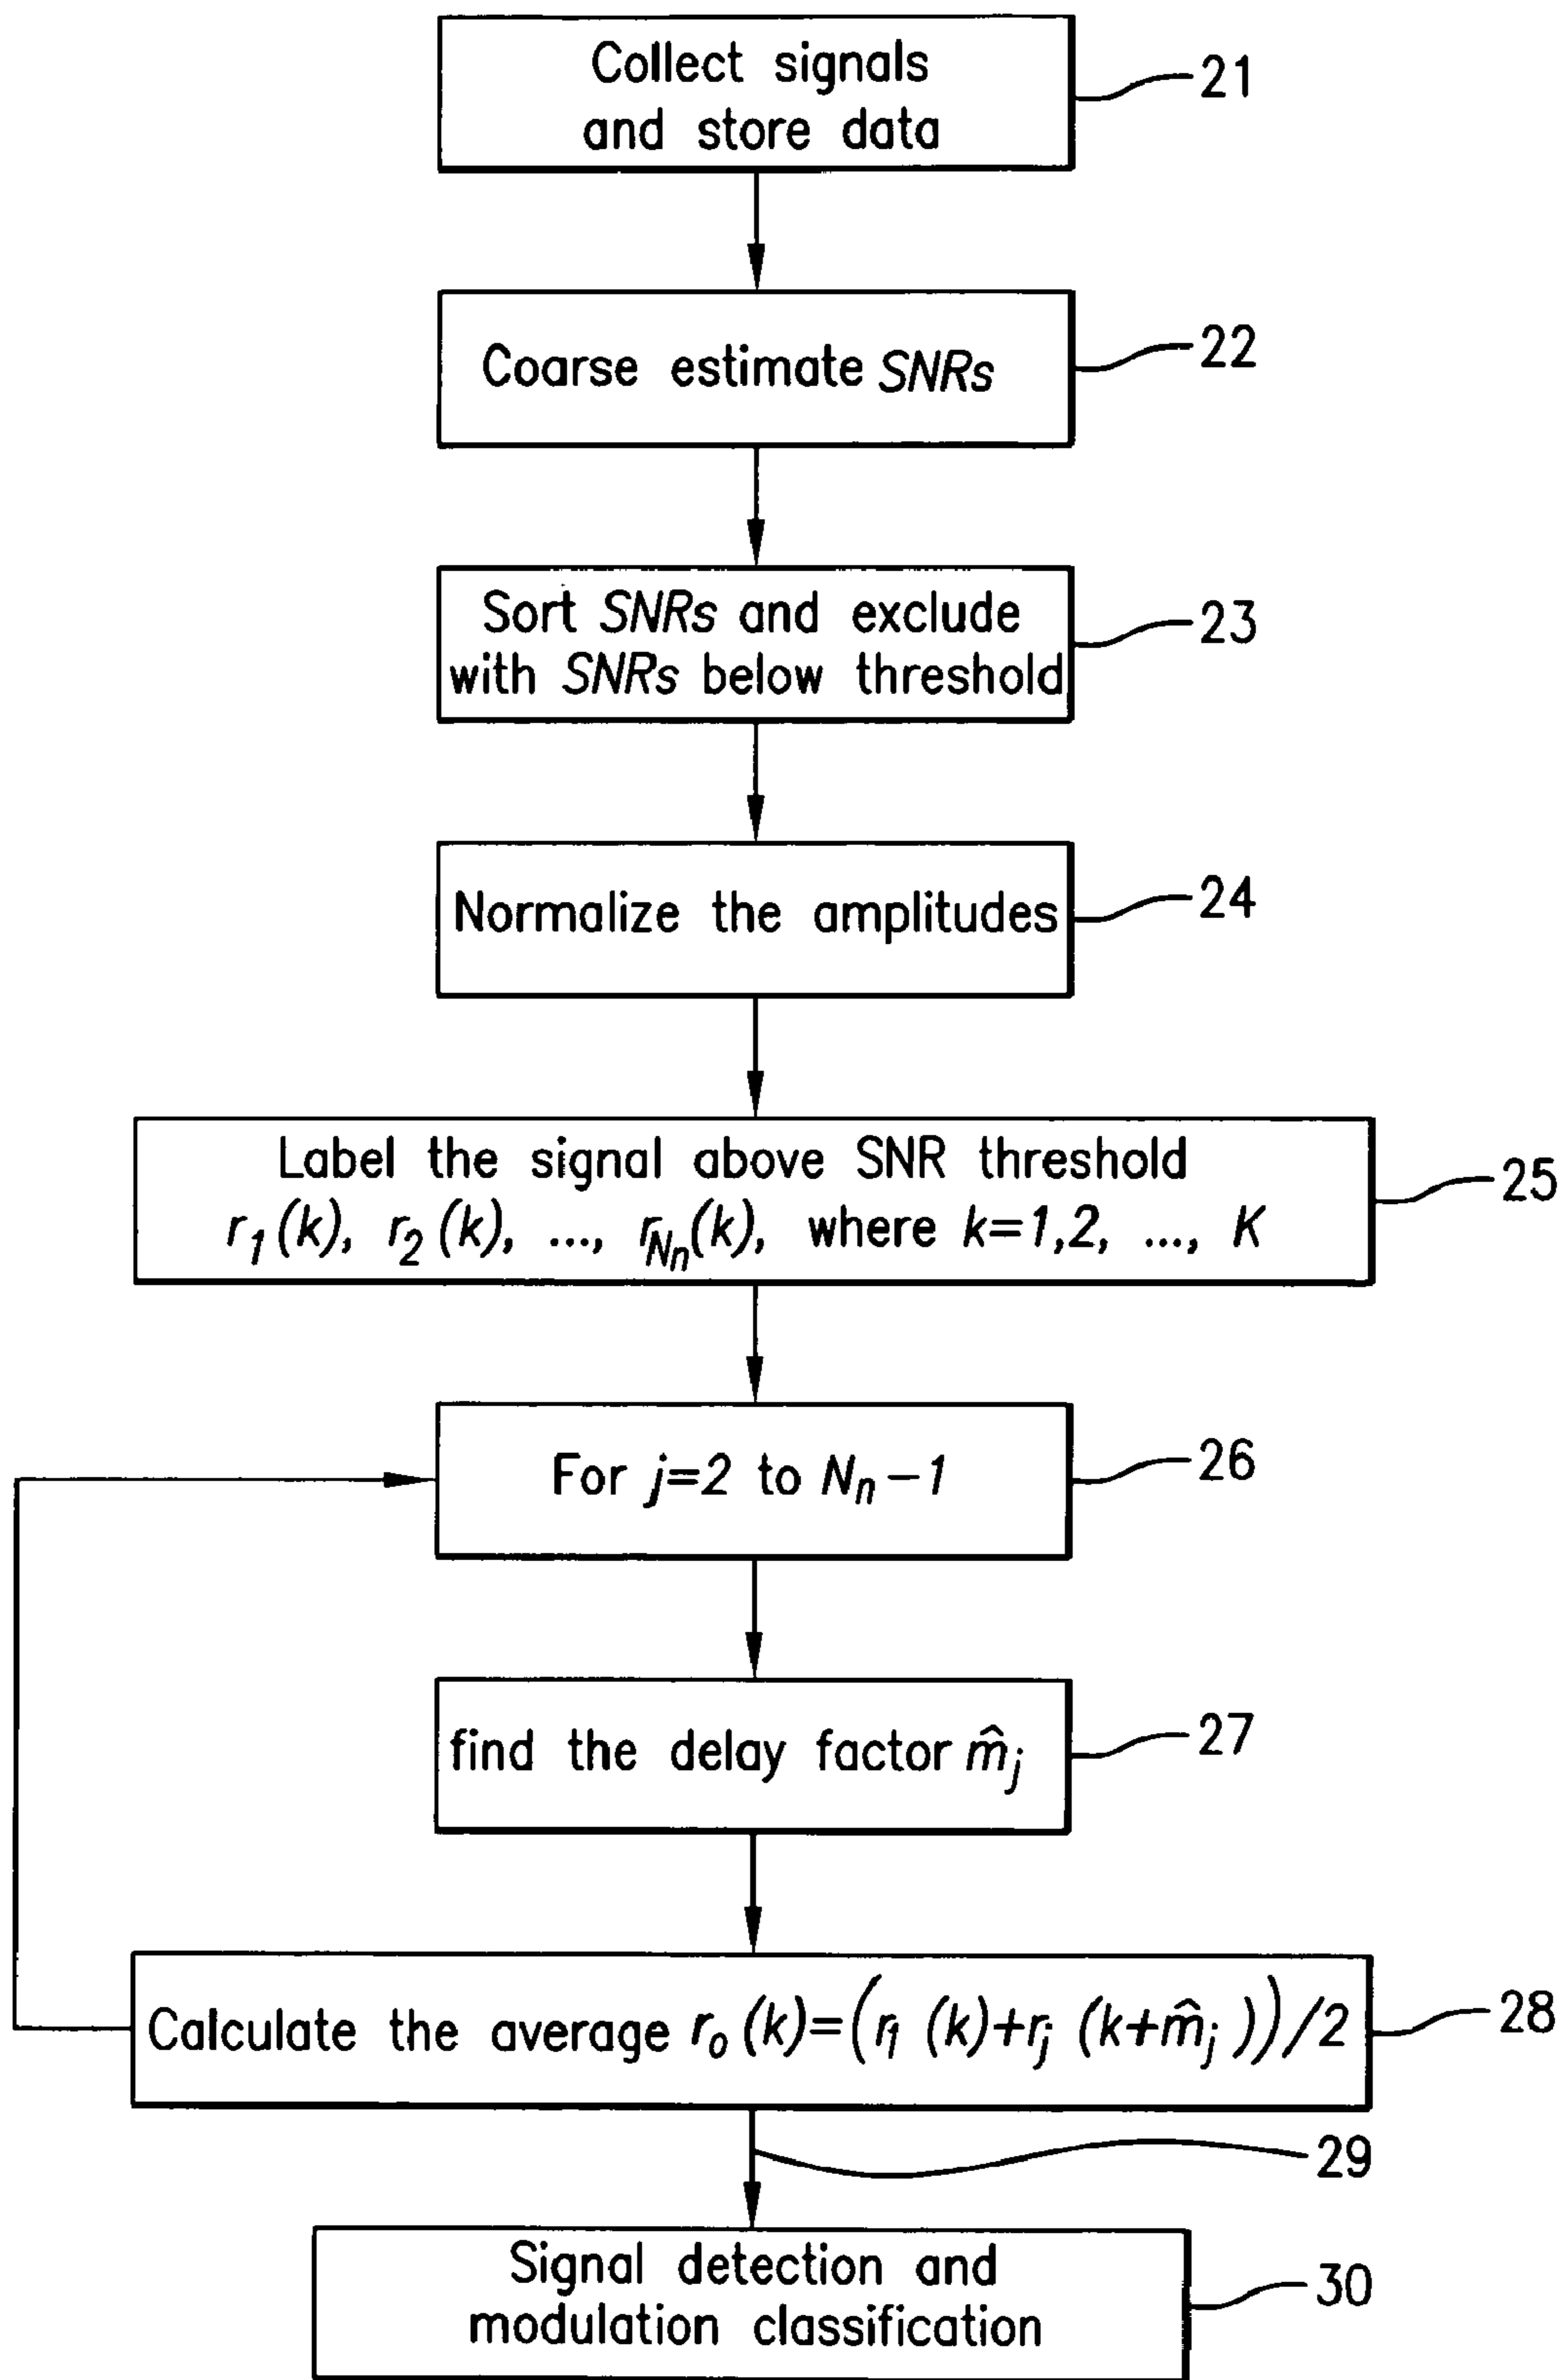 Collect signals
and store data
21
Coarse estimate SNRs
22
Sort SNRs and exclude
with SNRs below threshold
23
Normalize the amplitudes
24
Label the signal above SNR threshold
r₁(k), r₂(k), ..., r_Nₙ(k), where k=1,2, ..., K
25
For j=2 to Nₙ-1
26
find the delay factor m̂ⱼ
27
Calculate the average r₀(k)=(r₁(k)+rⱼ(k+m̂ⱼ))/2
28
29
Signal detection and
modulation classification
30